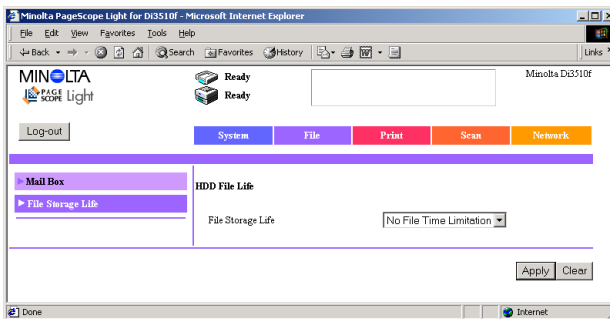 Minolta PageScope Light for Di3510f - Microsoft Internet Explorer
File Edit View Favorites Tools Help
Back Search Favorites History Links
MINOLTA
PAGE SCOPE Light
Ready
Ready
Minolta Di3510f
Log-out
System File Print Scan Network
Mail Box
File Storage Life
HDD File Life
File Storage Life No File Time Limitation
Apply Clear
Done Internet